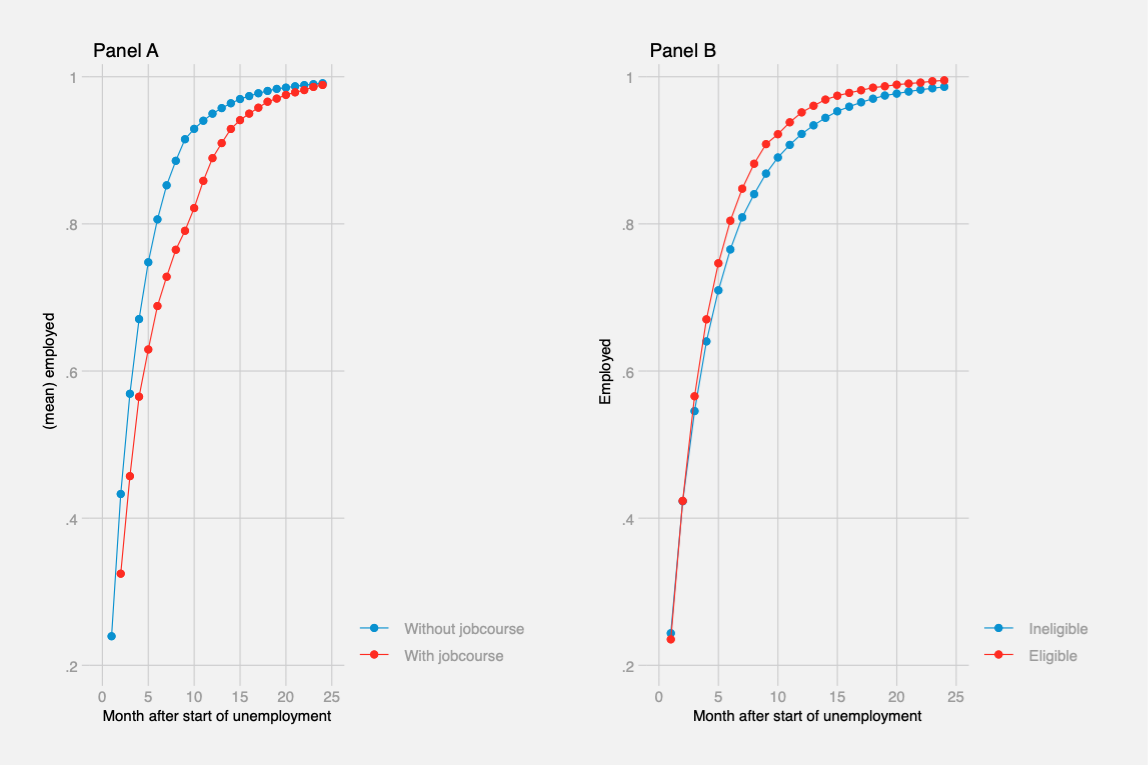 Panel A
1
.8
.6
.4
.2
(mean) employed
0 5 10 15 20 25
Month after start of unemployment
Without jobcourse
With jobcourse
Panel B
1
.8
.6
.4
.2
Employed
0 5 10 15 20 25
Month after start of unemployment
Ineligible
Eligible